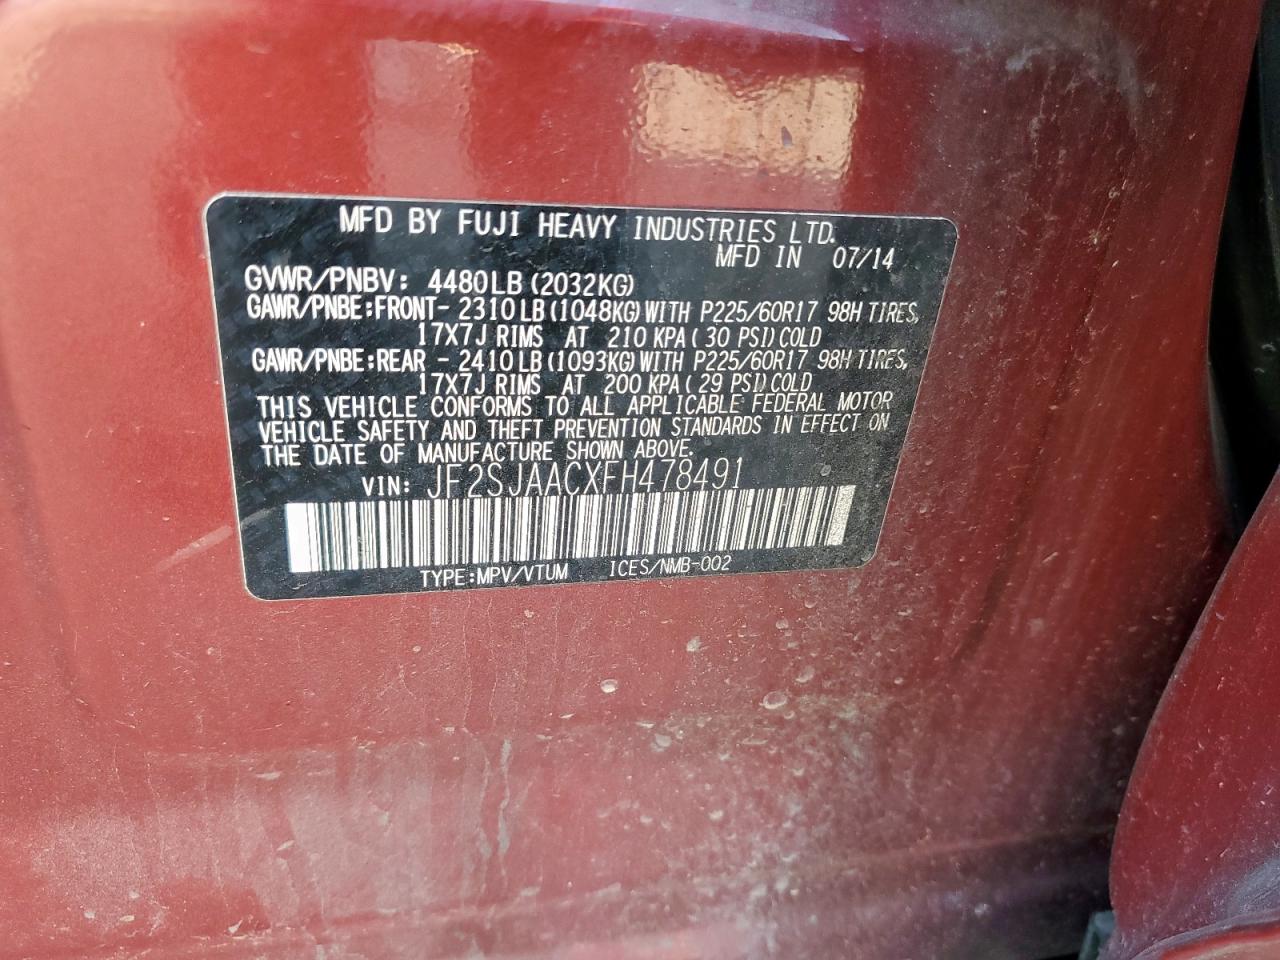 MFD BY FUJI HEAVY INDUSTRIES LTD.
MFD IN 07/14
GVWR/PNBV: 4480LB (2032KG)
GAWR/PNBE:FRONT- 2310LB (1048KG) WITH P225/60R17 98H TIRES,
17X7J RIMS AT 210 KPA ( 30 PSI) COLD
GAWR/PNBE:REAR - 2410LB (1093KG) WITH P225/60R17 98H TIRES,
17X7J RIMS AT 200 KPA ( 29 PSI) COLD
THIS VEHICLE CONFORMS TO ALL APPLICABLE FEDERAL MOTOR
VEHICLE SAFETY AND THEFT PREVENTION STANDARDS IN EFFECT ON
THE DATE OF MANUFACTURE SHOWN ABOVE.
VIN: JF2SJAACXFH478491
TYPE:MPV/VTUM ICES/NMB-002